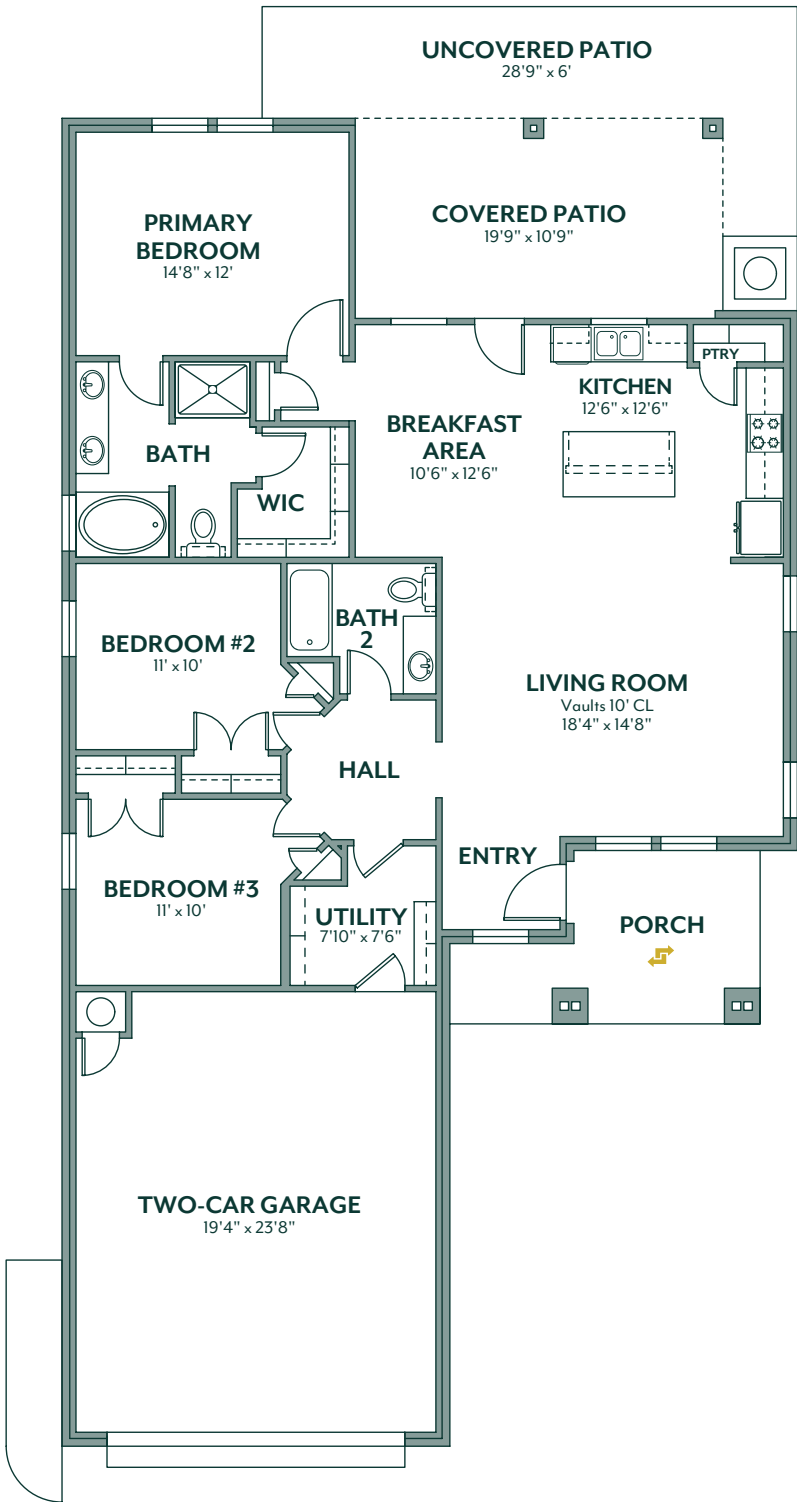 UNCOVERED PATIO
28'9" x 6'
PRIMARY
BEDROOM
14'8" x 12'
COVERED PATIO
19'9" x 10'9"
PTRY
KITCHEN
12'6" x 12'6"
BREAKFAST
AREA
10'6" x 12'6"
BATH
WIC
BEDROOM #2
11' x 10'
BATH
2
LIVING ROOM
Vaults 10' CL
18'4" x 14'8"
HALL
ENTRY
BEDROOM #3
11' x 10'
UTILITY
7'10" x 7'6"
PORCH
TWO-CAR GARAGE
19'4" x 23'8"